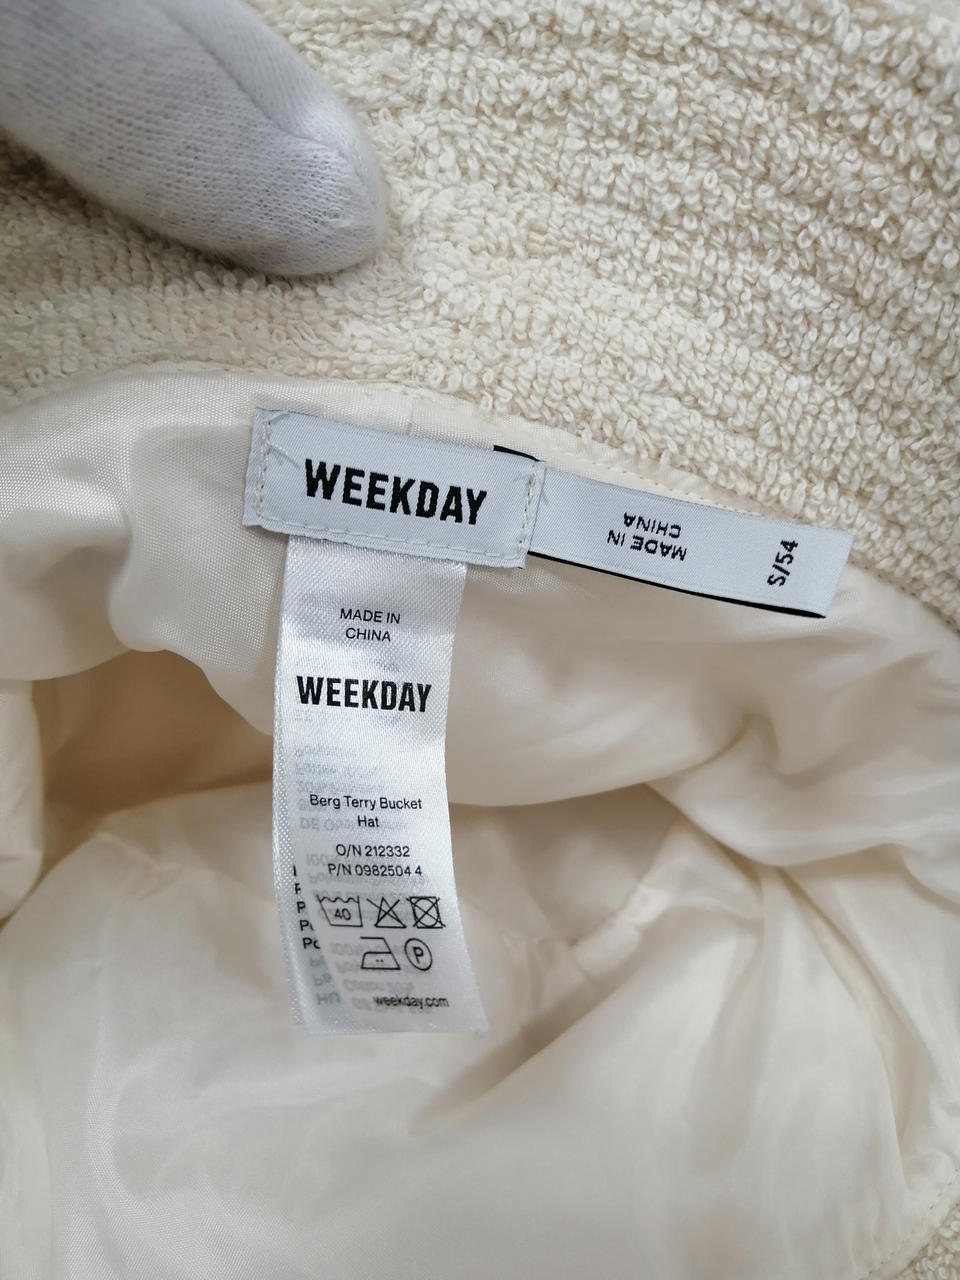 WEEKDAY
MADE IN
CHINA
S/54
MADE IN
CHINA
WEEKDAY
Berg Terry Bucket
Hat
O/N 212332
P/N 0982504 4
40
P
weekday.com